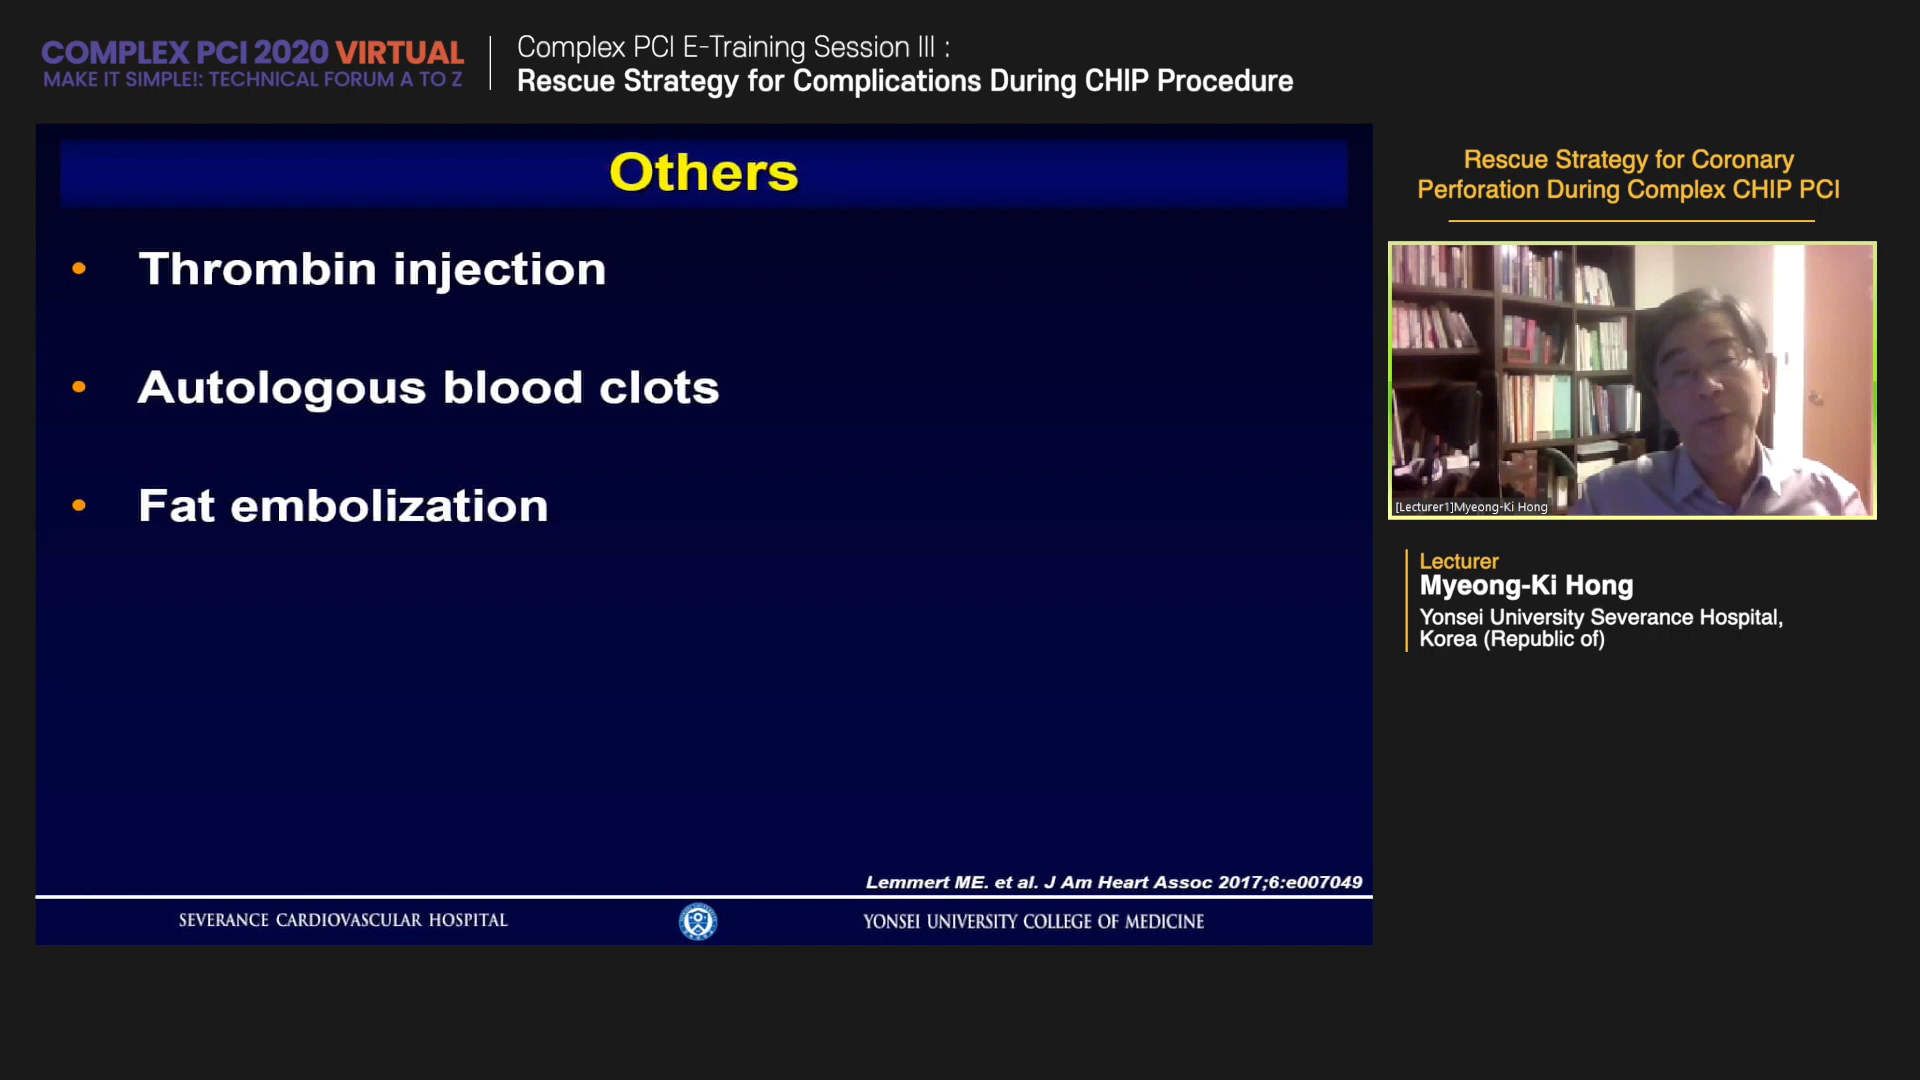 COMPLEX PCI 2020 VIRTUAL
MAKE IT SIMPLE!: TECHNICAL FORUM A TO Z
Complex PCI E-Training Session III :
Rescue Strategy for Complications During CHIP Procedure
Others
• Thrombin injection
• Autologous blood clots
• Fat embolization
Lemmert ME. et al. J Am Heart Assoc 2017;6:e007049
SEVERANCE CARDIOVASCULAR HOSPITAL
YONSEI UNIVERSITY COLLEGE OF MEDICINE
Rescue Strategy for Coronary
Perforation During Complex CHIP PCI
[Lecturer1]Myeong-Ki Hong
Lecturer
Myeong-Ki Hong
Yonsei University Severance Hospital,
Korea (Republic of)